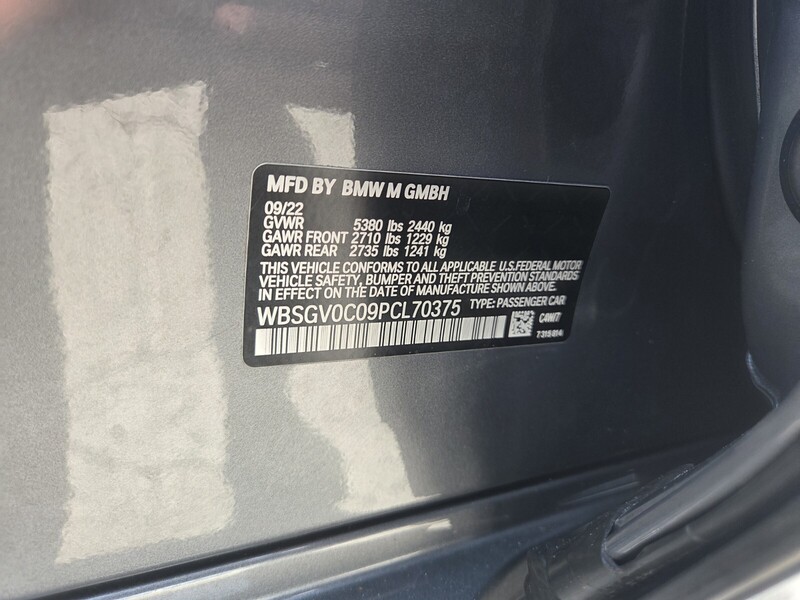 MFD BY BMW M GMBH
09/22
GVWR 5380 lbs 2440 kg
GAWR FRONT 2710 lbs 1229 kg
GAWR REAR 2735 lbs 1241 kg
THIS VEHICLE CONFORMS TO ALL APPLICABLE U.S.FEDERAL MOTOR
VEHICLE SAFETY, BUMPER AND THEFT PREVENTION STANDARDS
IN EFFECT ON THE DATE OF MANUFACTURE SHOWN ABOVE.
WBSGV0C09PCL70375 TYPE: PASSENGER CAR